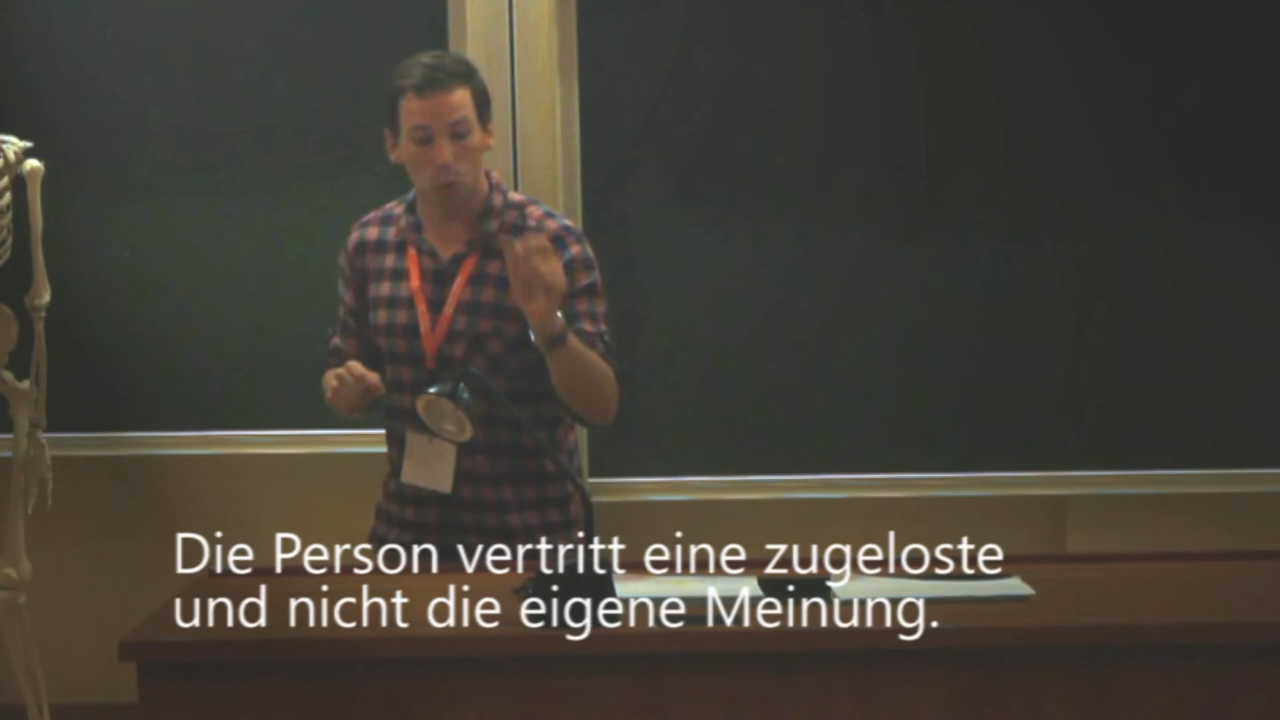 Die Person vertritt eine zugeloste
und nicht die eigene Meinung.